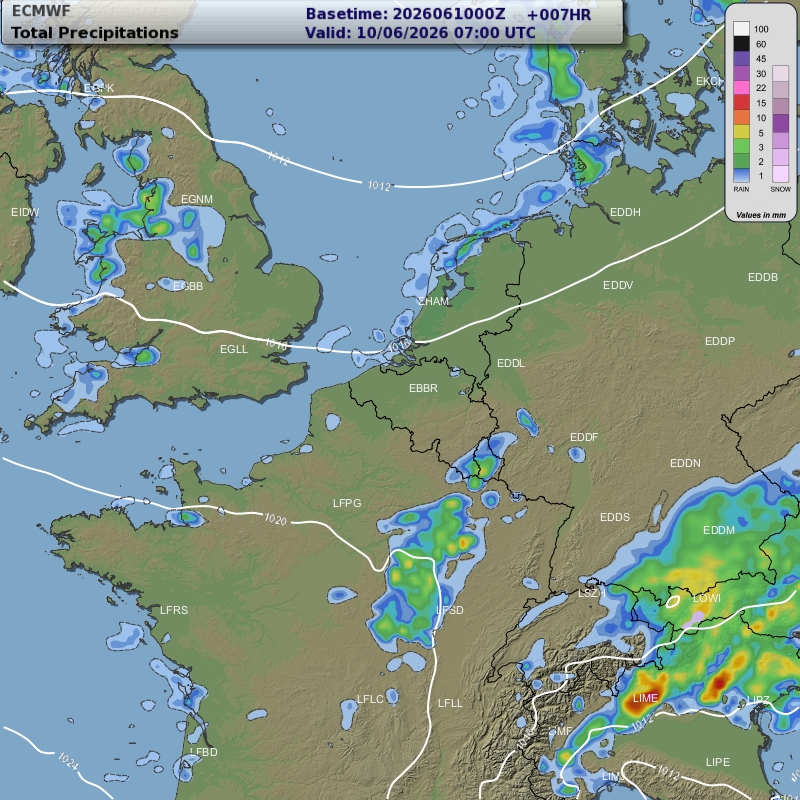 ECMWF
Total Precipitations
Basetime: 2026061000Z +007HR
Valid: 10/06/2026 07:00 UTC
100
60
45
30
22
15
10
5
3
2
1
RAIN
SNOW
Values in mm
EIDW
EGNM
EGBB
EGLL
EHAM
EDDH
EDDV
EDDB
EDDP
EDDL
EBBR
EDDF
EDDN
EDDS
EDDM
LFPG
LFRS
LFSD
LSZH
LOWI
LFLC
LFLL
LFBD
LIME
LIPZ
LIPE
1012
1012
1016
1016
1020
1024
1012
1012